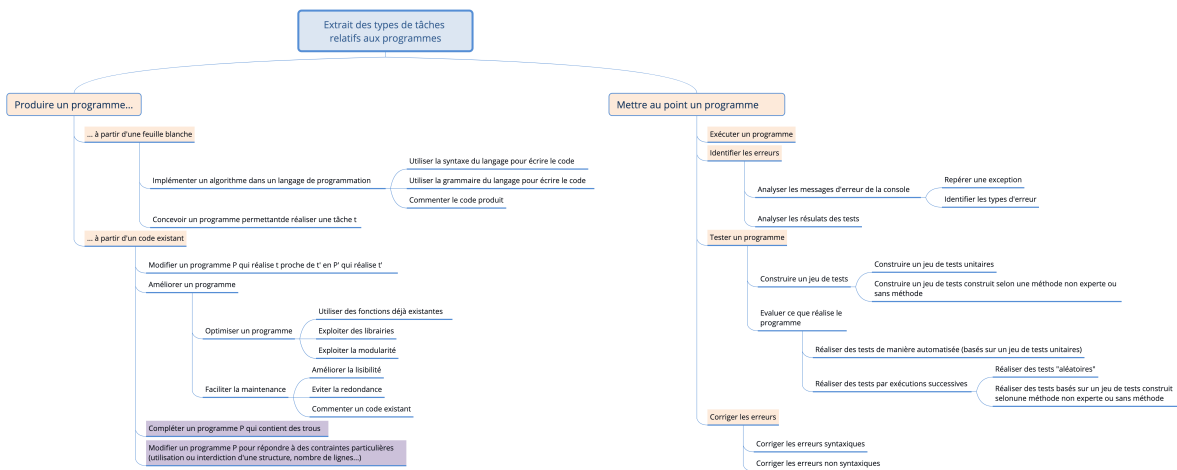 Extrait des types de tâches
relatifs aux programmes
Produire un programme...
... à partir d'une feuille blanche
Implémenter un algorithme dans un langage de programmation
Utiliser la syntaxe du langage pour écrire le code
Utiliser la grammaire du langage pour écrire le code
Commenter le code produit
Concevoir un programme permettantde réaliser une tâche t
... à partir d'un code existant
Modifier un programme P qui réalise t proche de t' en P' qui réalise t'
Améliorer un programme
Optimiser un programme
Utiliser des fonctions déjà existantes
Exploiter des librairies
Exploiter la modularité
Faciliter la maintenance
Améliorer la lisibilité
Eviter la redondance
Commenter un code existant
Compléter un programme P qui contient des trous
Modifier un programme P pour répondre à des contraintes particulières
(utilisation ou interdiction d'une structure, nombre de lignes...)
Mettre au point un programme
Exécuter un programme
Identifier les erreurs
Analyser les messages d'erreur de la console
Repérer une exception
Identifier les types d'erreur
Analyser les résulats des tests
Tester un programme
Construire un jeu de tests
Construire un jeu de tests unitaires
Construire un jeu de tests construit selon une méthode non experte ou
sans méthode
Evaluer ce que réalise le
programme
Réaliser des tests de manière automatisée (basés sur un jeu de tests unitaires)
Réaliser des tests par exécutions successives
Réaliser des tests "aléatoires"
Réaliser des tests basés sur un jeu de tests construit
selonune méthode non experte ou sans méthode
Corriger les erreurs
Corriger les erreurs syntaxiques
Corriger les erreurs non syntaxiques